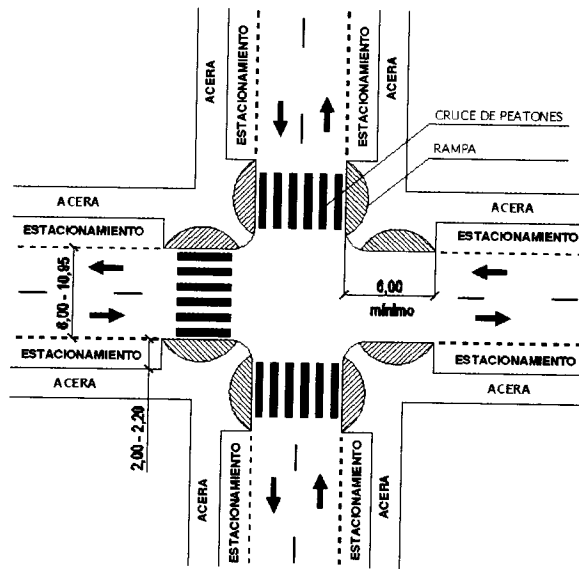 ACERA
ESTACIONAMIENTO
ESTACIONAMIENTO
ACERA
CRUCE DE PEATONES
RAMPA
ACERA
ESTACIONAMIENTO
ACERA
ESTACIONAMIENTO
6,00 - 10,95
6,00
mínimo
ESTACIONAMIENTO
ACERA
ESTACIONAMIENTO
ACERA
2,00 - 2,20
ACERA
ESTACIONAMIENTO
ESTACIONAMIENTO
ACERA